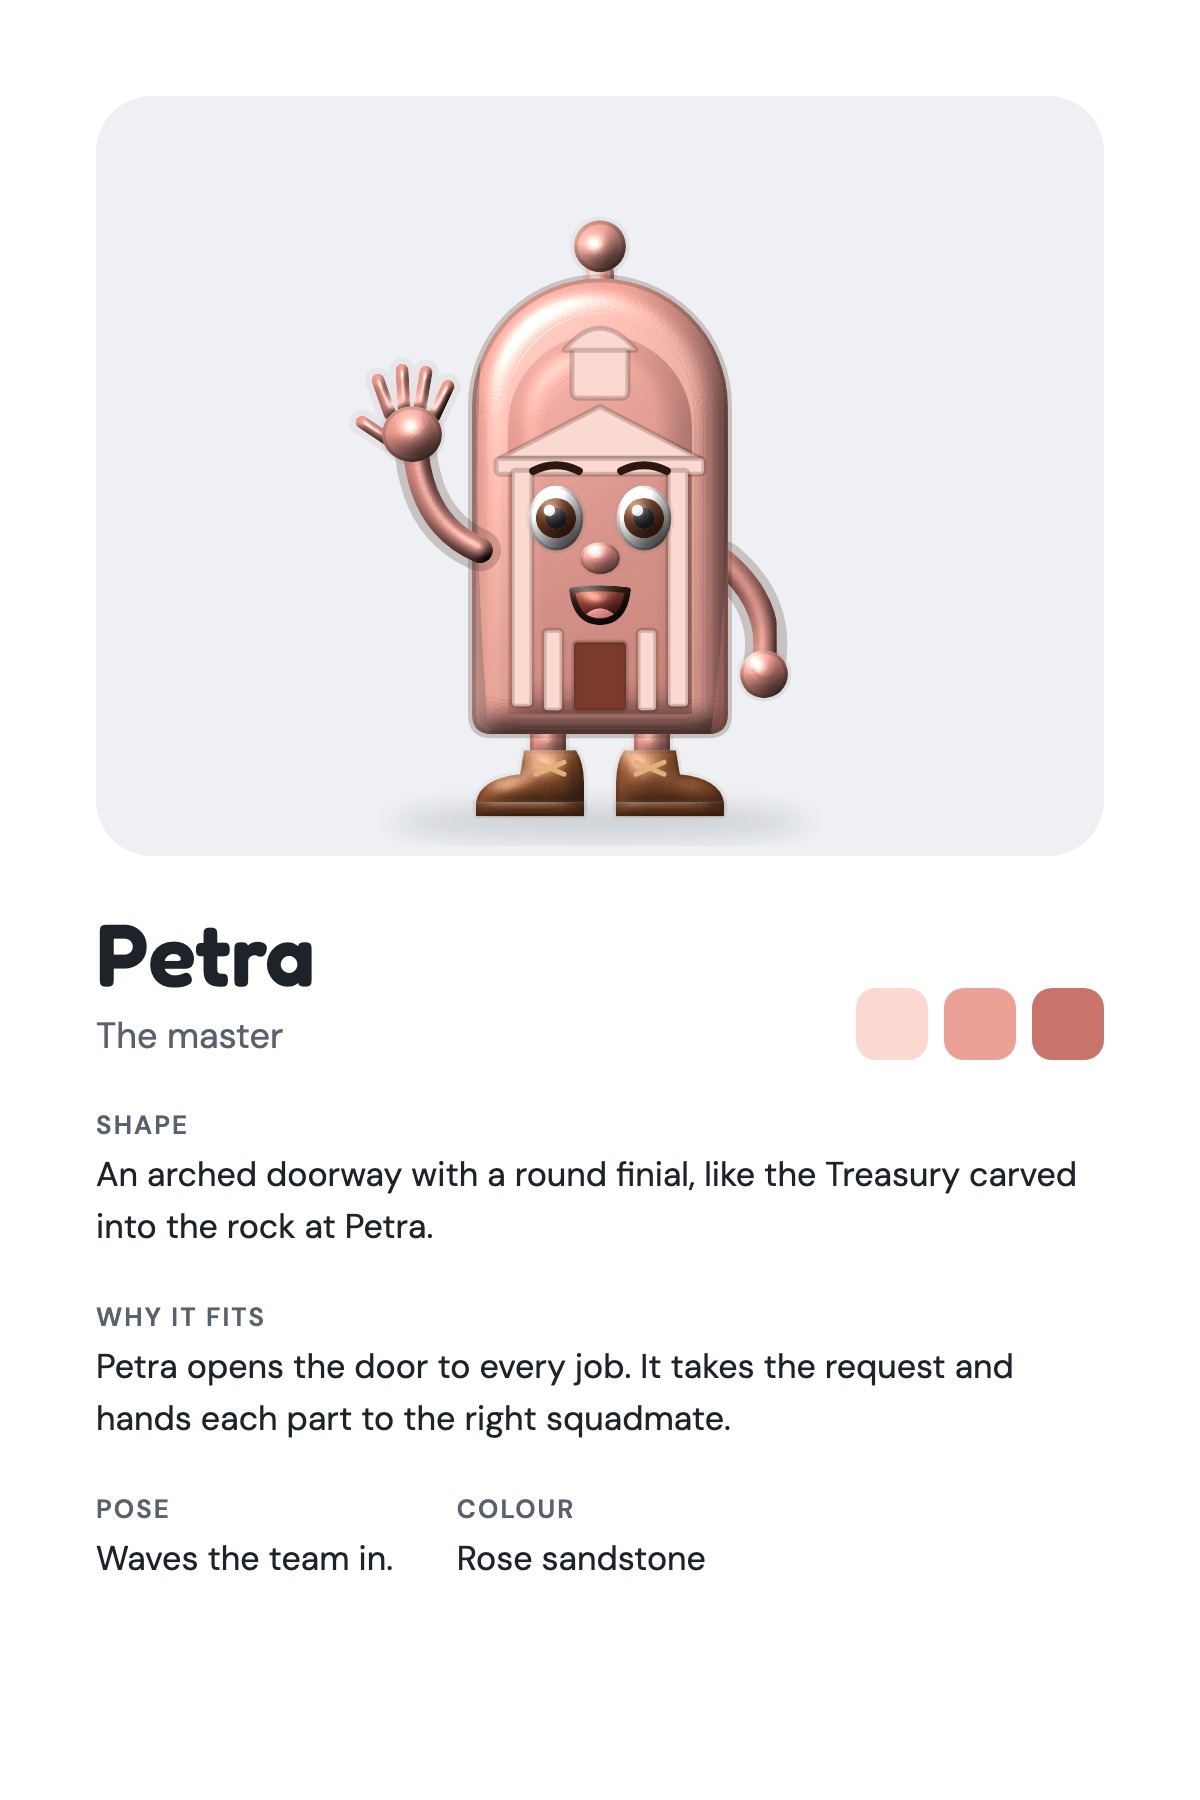 Petra
The master
SHAPE
An arched doorway with a round finial, like the Treasury carved
into the rock at Petra.
WHY IT FITS
Petra opens the door to every job. It takes the request and
hands each part to the right squadmate.
POSE
Waves the team in.
COLOUR
Rose sandstone